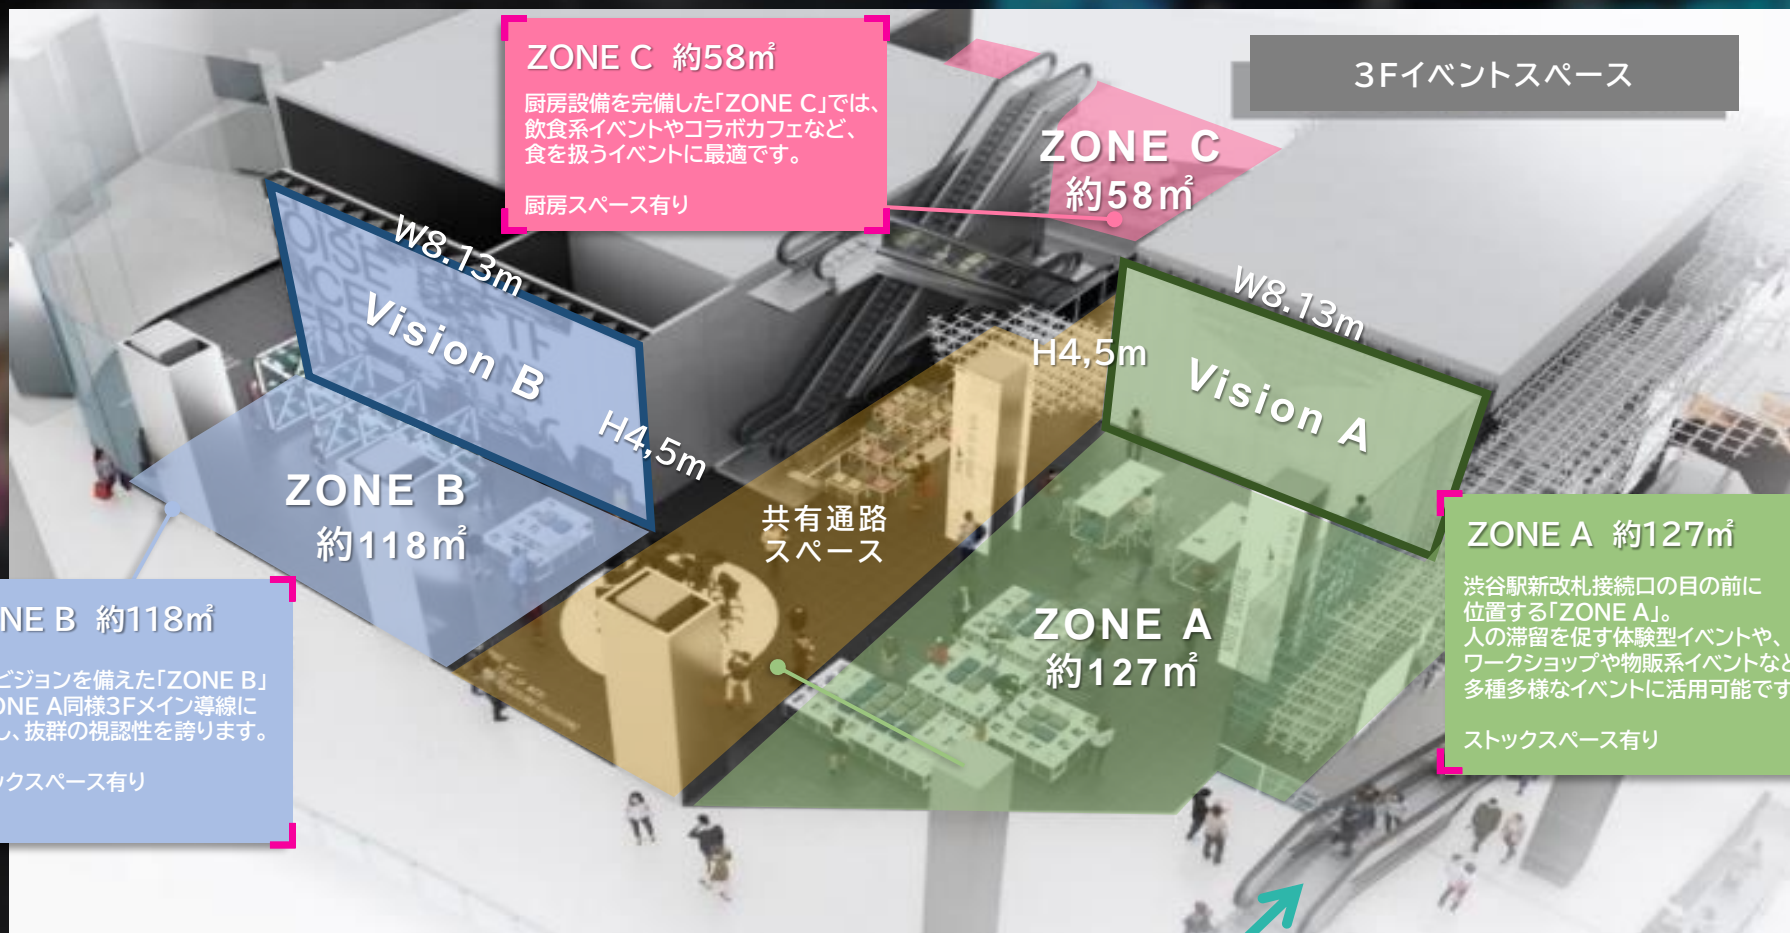 3Fイベントスペース
ZONE C 約58㎡
厨房設備を完備した「ZONE C」では、
飲食系イベントやコラボカフェなど、
食を扱うイベントに最適です。
厨房スペース有り
ZONE C
約58㎡
W8.13m
Vision B
H4,5m
W8.13m
H4,5m
Vision A
ZONE B
約118㎡
共有通路
スペース
ZONE A
約127㎡
NE B 約118㎡
ビジョンを備えた「ZONE B」
ONE A同様3Fメイン導線に
し、抜群の視認性を誇ります。
ックスペース有り
ZONE A 約127㎡
渋谷駅新改札接続口の目の前に
位置する「ZONE A」。
人の滞留を促す体験型イベントや、
ワークショップや物販系イベントなど
多種多様なイベントに活用可能です
ストックスペース有り